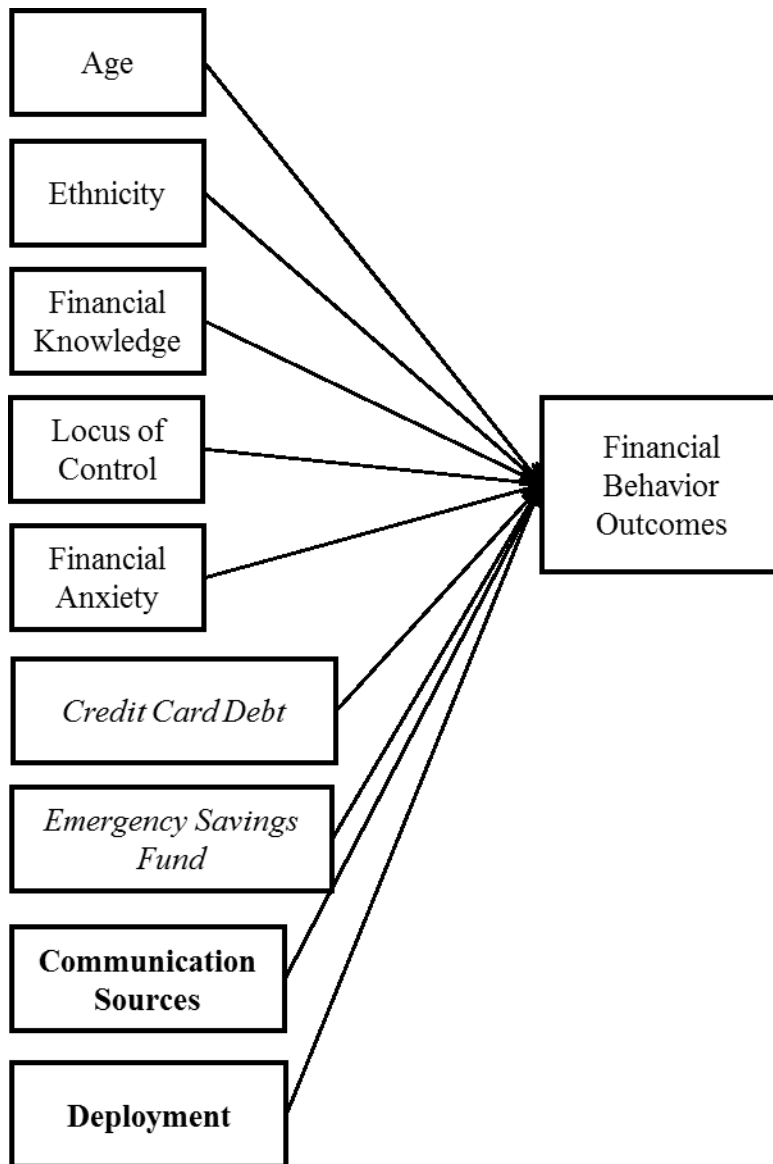 Age
Ethnicity
Financial
Knowledge
Locus of
Control
Financial
Anxiety
Credit Card Debt
Emergency Savings
Fund
Communication
Sources
Deployment
Financial
Behavior
Outcomes